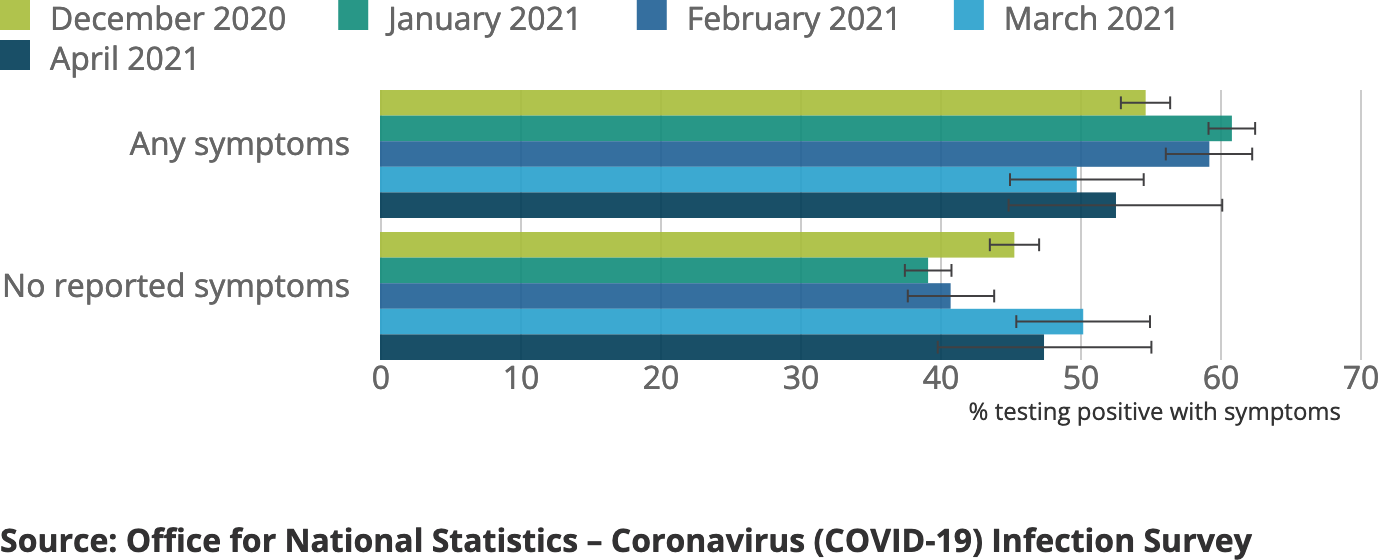 December 2020 January 2021 February 2021 March 2021
April 2021
Any symptoms
No reported symptoms
0 10 20 30 40 50 60 70
% testing positive with symptoms
Source: Office for National Statistics – Coronavirus (COVID-19) Infection Survey